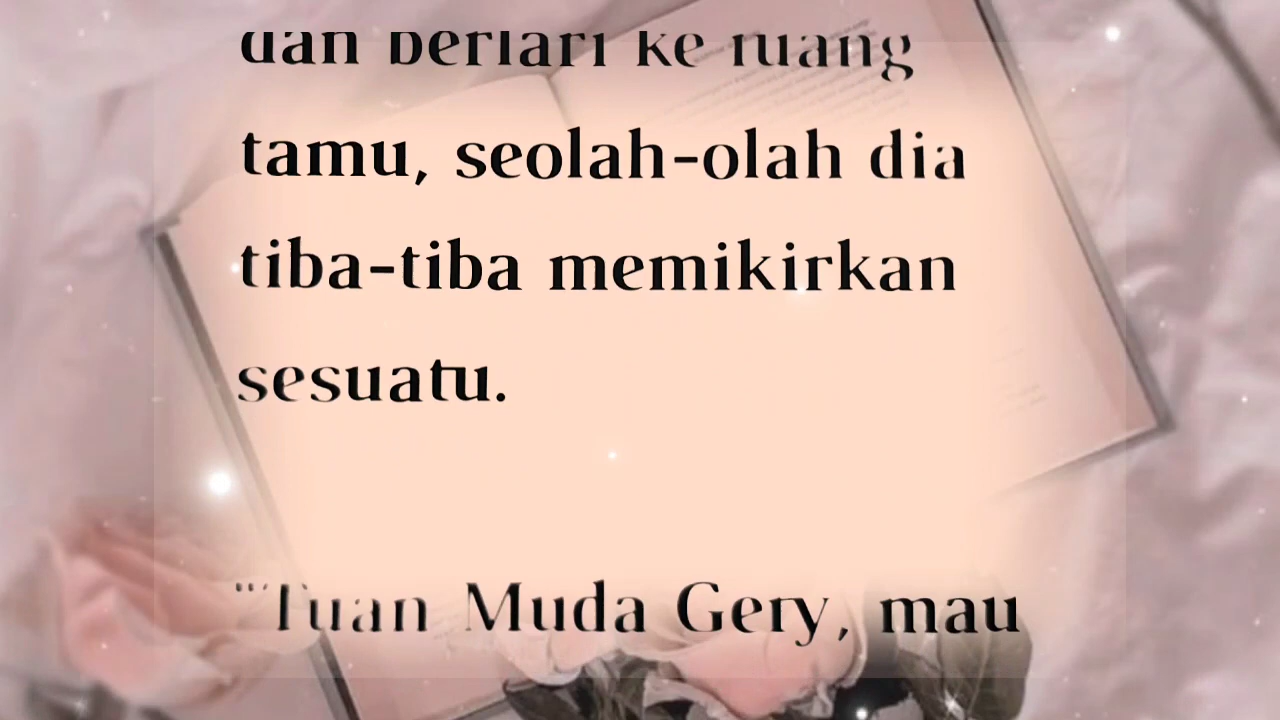 dan berlari ke ruang
tamu, seolah-olah dia
tiba-tiba memikirkan
sesuatu.
"Tuan Muda Gery, mau